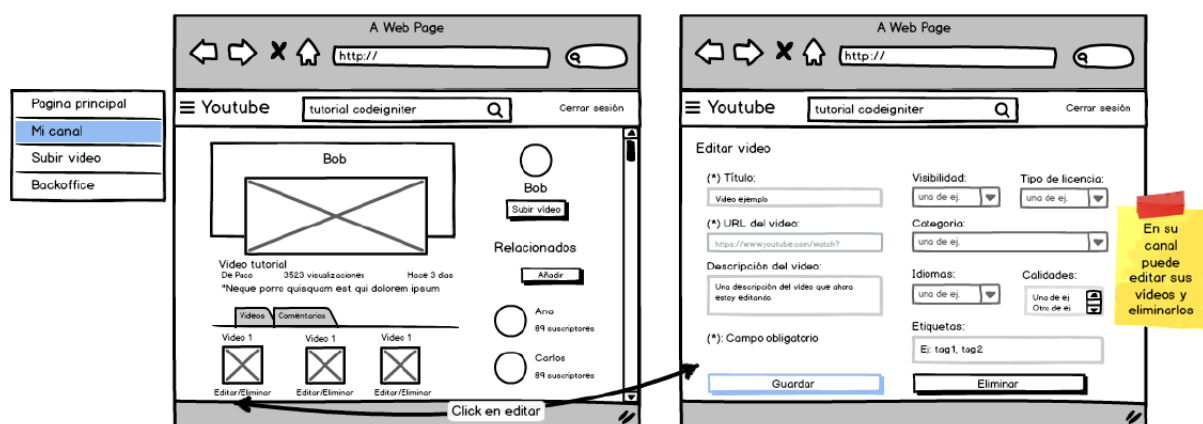 Pagina principal
Mi canal
Subir video
Backoffice
A Web Page
http://
Youtube
tutorial codeigniter
Cerrar sesión
Bob
Bob
Subir video
Relacionados
Añadir
Ana
89 suscriptores
Carlos
89 suscriptores
Video tutorial
De Paco 3523 visualizaciones Hace 3 dias
"Neque porro quisquam est qui dolorem ipsum
Videos Comentarios
Video 1 Video 1 Video 1
Editar/Eliminar Editar/Eliminar Editar/Eliminar
Click en editar
A Web Page
http://
Youtube
tutorial codeigniter
Cerrar sesión
Editar video
(*) Título:
Video ejemplo
(*) URL del video:
https://www.youtube.com/watch?
Descripción del video:
Una descripción del vídeo que ahora
estoy editando.
(*): Campo obligatorio
Visibilidad:
una de ej.
Tipo de licencia:
una de ej.
Categoria:
una de ej.
Idiomas:
una de ej.
Calidades:
Una de ej
Otra de ej
Etiquetas:
Ej: tag1, tag2
Guardar
Eliminar
En su
canal
puede
editar sus
vídeos y
eliminarlos